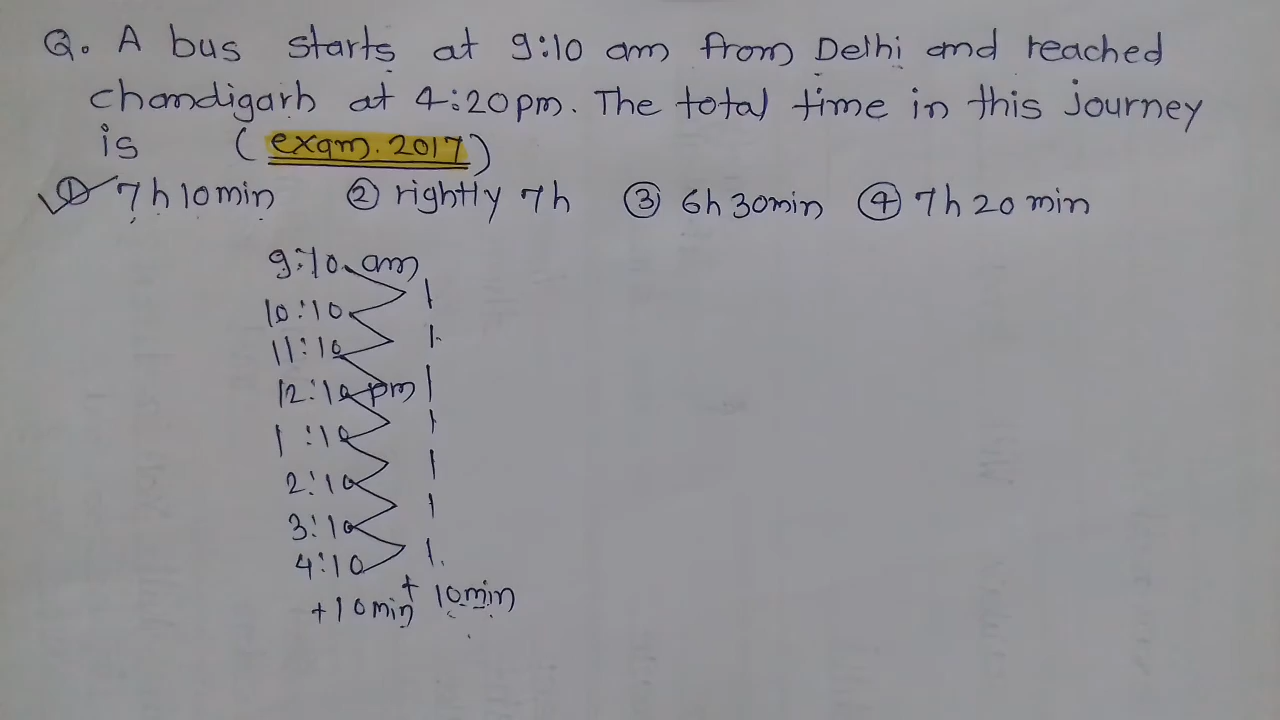 Q. A bus starts at 9:10 am from Delhi and reached
chandigarh at 4:20pm. The total time in this journey
is (exam. 2017)
① 7h 10min ② rightly 7h ③ 6h 30min ④ 7h 20 min
9:10 am
1
10:10
1
11:10
12:10 pm 1
1
1:10
1
2:10
1
3:10
1
4:10
+10min + 10min